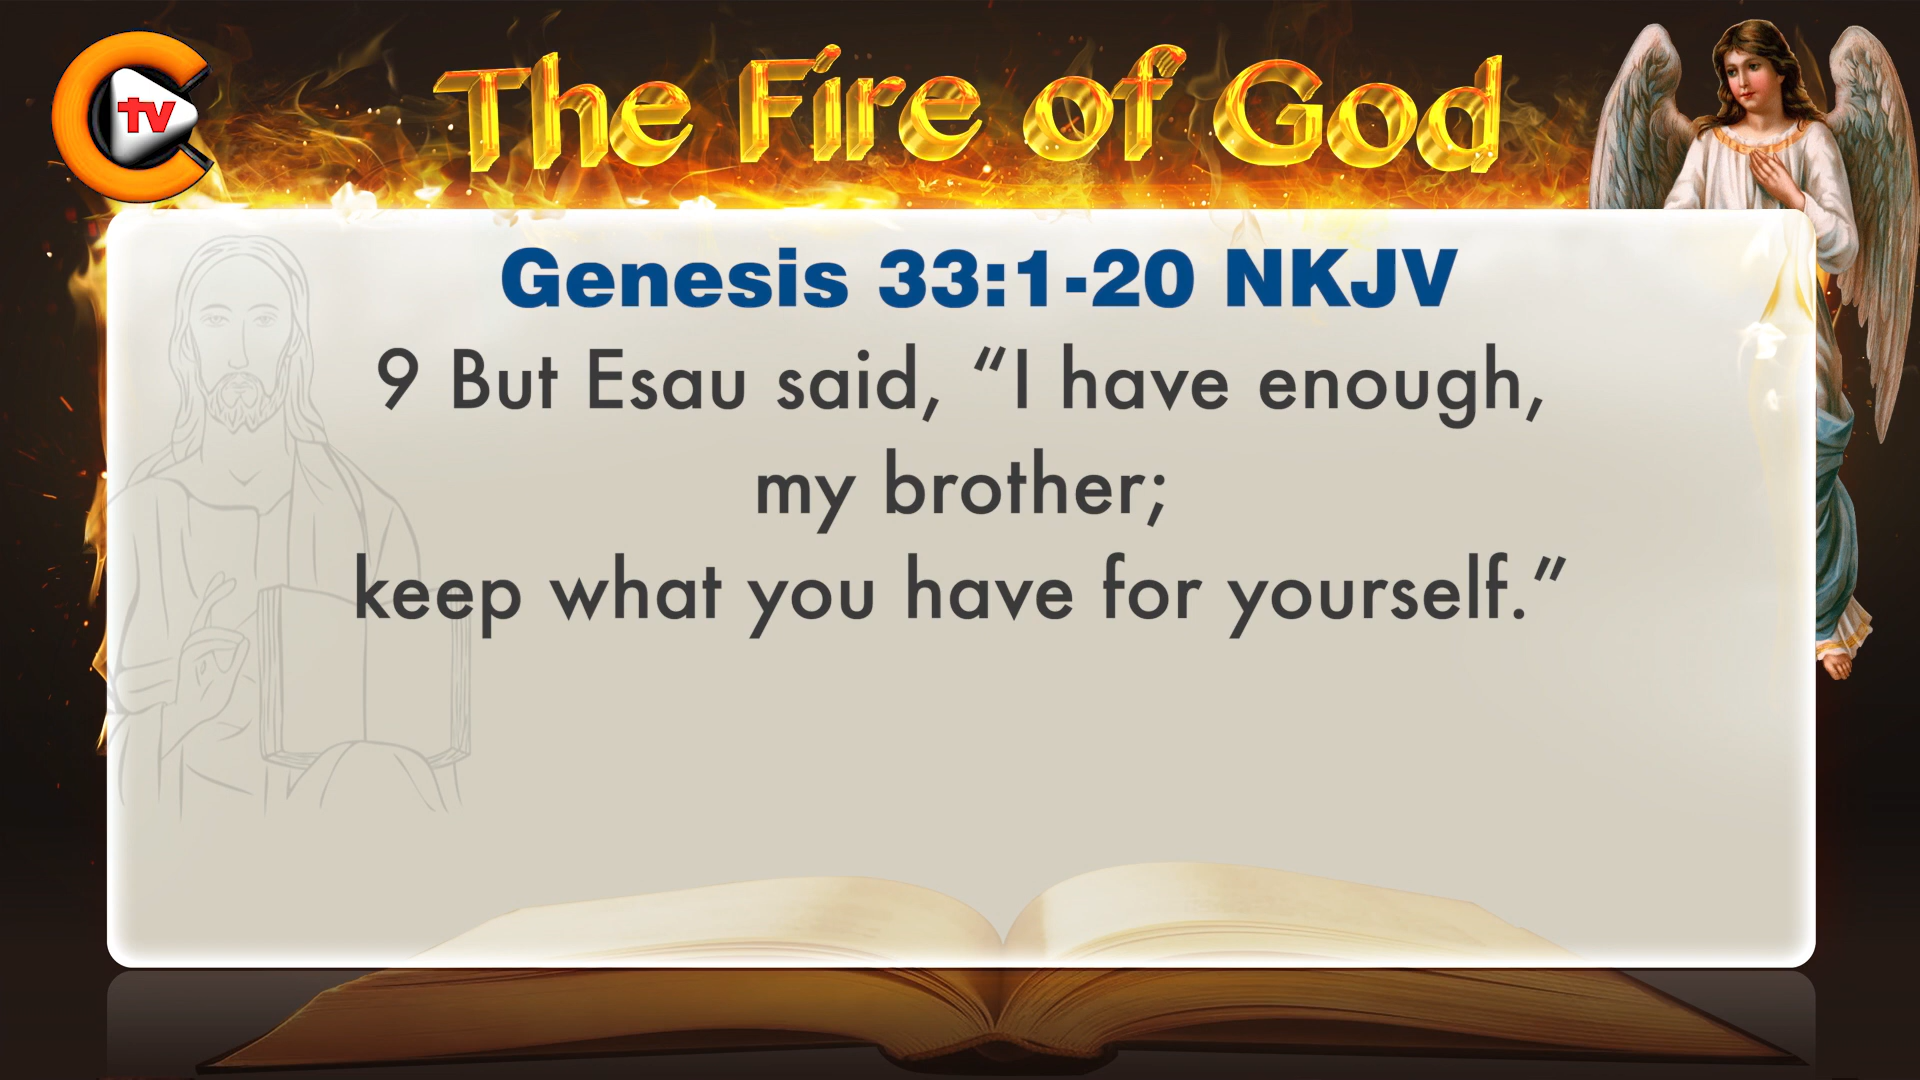 tv
The Fire of God
Genesis 33:1-20 NKJV
9 But Esau said, “I have enough,
my brother;
keep what you have for yourself.”